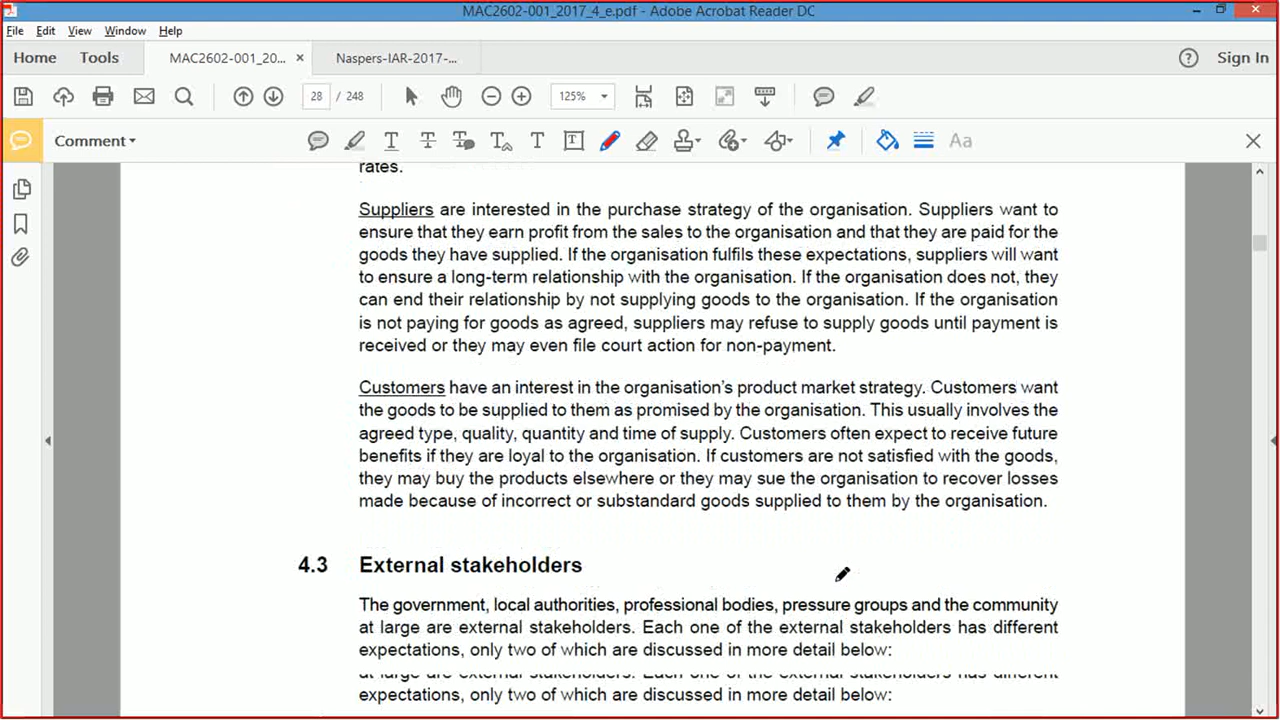 MAC2602-001_2017_4_e.pdf - Adobe Acrobat Reader DC
File Edit View Window Help
Home Tools MAC2602-001_20... × Naspers-IAR-2017-... Sign In
28 / 248 125%
Comment Aa
rates.
Suppliers are interested in the purchase strategy of the organisation. Suppliers want to
ensure that they earn profit from the sales to the organisation and that they are paid for the
goods they have supplied. If the organisation fulfils these expectations, suppliers will want
to ensure a long-term relationship with the organisation. If the organisation does not, they
can end their relationship by not supplying goods to the organisation. If the organisation
is not paying for goods as agreed, suppliers may refuse to supply goods until payment is
received or they may even file court action for non-payment.
Customers have an interest in the organisation's product market strategy. Customers want
the goods to be supplied to them as promised by the organisation. This usually involves the
agreed type, quality, quantity and time of supply. Customers often expect to receive future
benefits if they are loyal to the organisation. If customers are not satisfied with the goods,
they may buy the products elsewhere or they may sue the organisation to recover losses
made because of incorrect or substandard goods supplied to them by the organisation.
4.3 External stakeholders
The government, local authorities, professional bodies, pressure groups and the community
at large are external stakeholders. Each one of the external stakeholders has different
expectations, only two of which are discussed in more detail below:
at large are external stakeholders. Each one of the external stakeholders has different
expectations, only two of which are discussed in more detail below: